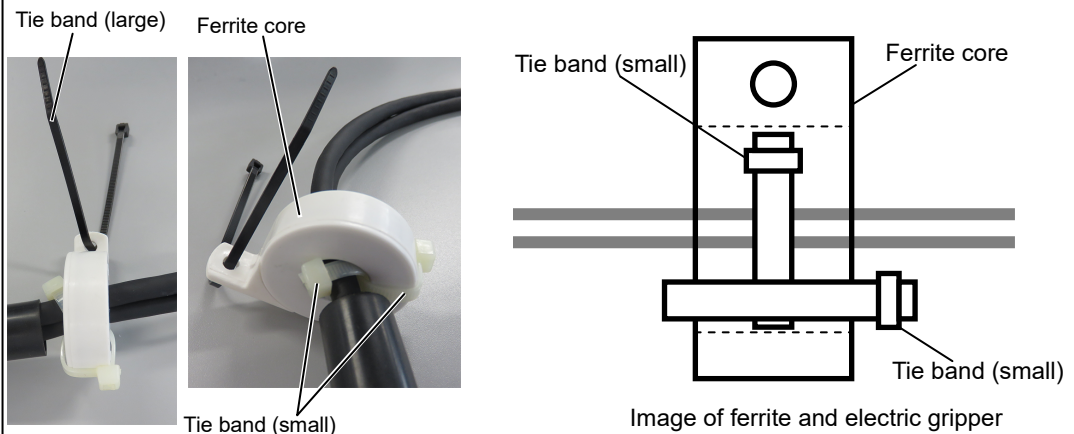 Tie band (large)
Ferrite core
Tie band (small)
Tie band (small)
Ferrite core
Tie band (small)
Image of ferrite and electric gripper